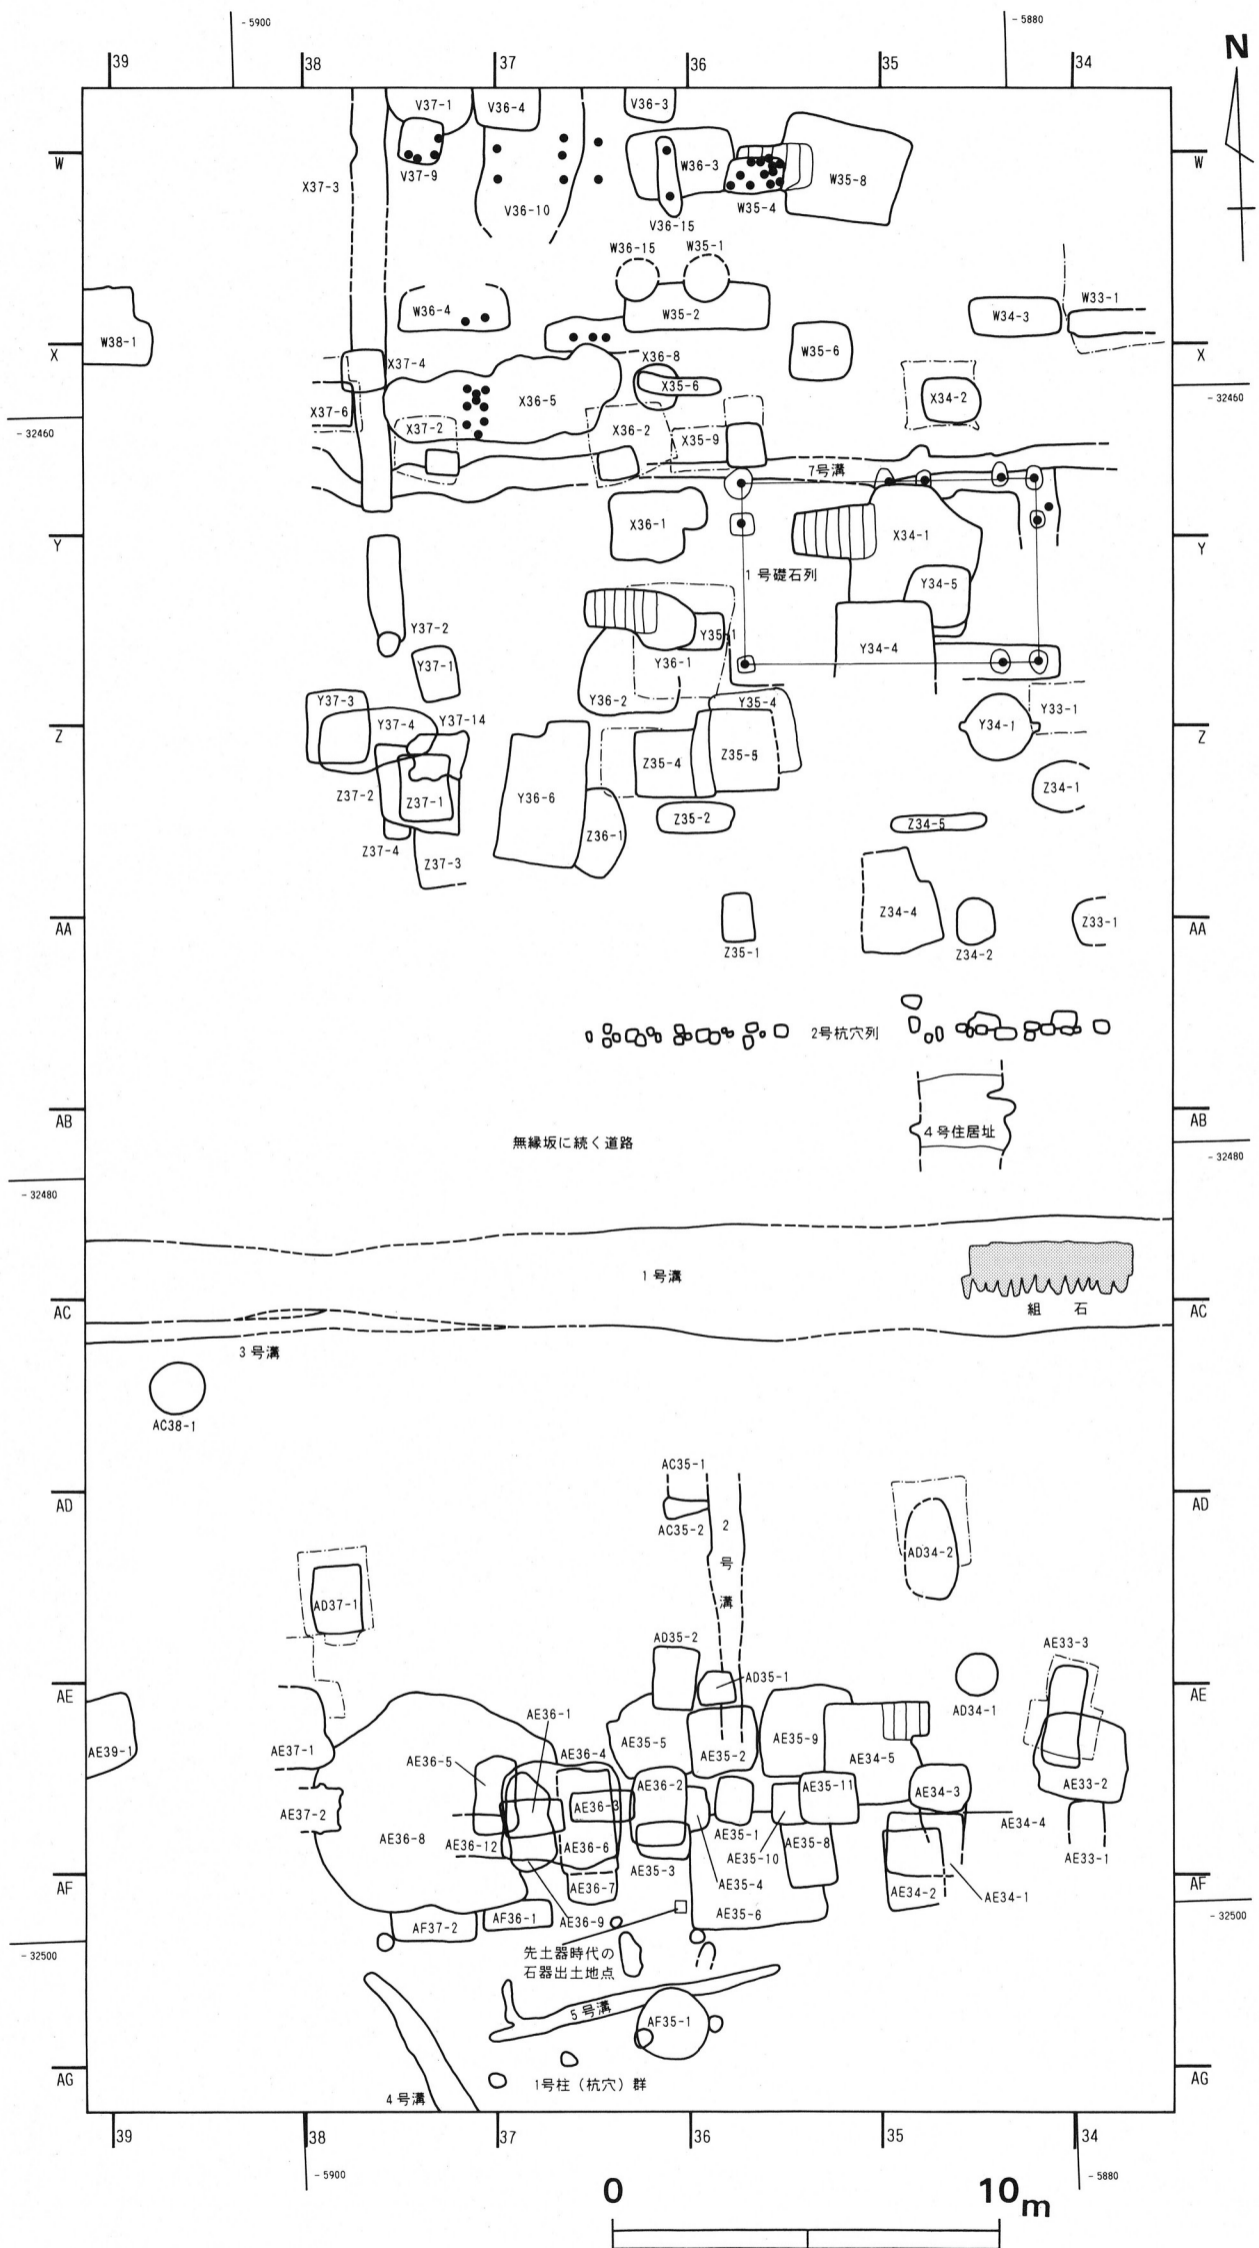 - 5900
- 5880
39
38
37
36
35
34
N
V37-1
V36-4
V36-3
W
W
X37-3
V37-9
V36-10
W36-3
W35-4
W35-8
V36-15
W36-15
W35-1
W36-4
W35-2
W34-3
W33-1
W38-1
X
X
X37-4
X36-8
W35-6
X37-6
X36-5
X35-6
X34-2
- 32460
- 32460
X37-2
X36-2
X35-9
7号溝
X36-1
X34-1
Y
Y
1号礎石列
Y34-5
Y37-2
Y35-1
Y37-1
Y36-1
Y34-4
Y37-3
Y36-2
Y35-4
Y33-1
Y37-4
Y37-14
Y34-1
Z
Z
Z35-4
Z35-5
Z37-2
Z37-1
Y36-6
Z34-1
Z35-2
Z34-5
Z36-1
Z37-4
Z37-3
Z34-4
Z33-1
AA
AA
Z35-1
Z34-2
2号杭穴列
AB
AB
4号住居址
無縁坂に続く道路
- 32480
- 32480
1号溝
AC
AC
組 石
3号溝
AC38-1
AC35-1
AD
AD
AC35-2
2号溝
AD34-2
AD37-1
AD35-2
AE33-3
AD35-1
AE
AE
AD34-1
AE36-1
AE39-1
AE37-1
AE36-5
AE36-4
AE35-5
AE35-2
AE35-9
AE34-5
AE36-2
AE35-11
AE34-3
AE33-2
AE37-2
AE36-3
AE34-4
AE36-8
AE36-12
AE36-6
AE35-1
AE35-8
AE33-1
AE35-10
AE35-3
AF
AF
AE36-7
AE35-4
AE34-2
AE34-1
AF37-2
AF36-1
AE36-9
AE35-6
- 32500
- 32500
先土器時代の
石器出土地点
5号溝
AF35-1
AG
AG
4号溝
1号柱(杭穴)群
39
38
37
36
35
34
- 5900
- 5880
0
10m